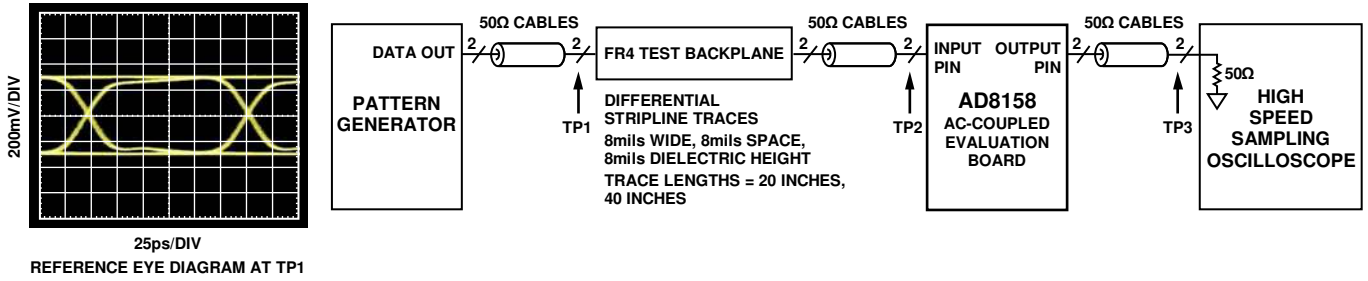 200mV/DIV
25ps/DIV
REFERENCE EYE DIAGRAM AT TP1
DATA OUT
PATTERN
GENERATOR
50Ω CABLES
2
2
TP1
FR4 TEST BACKPLANE
DIFFERENTIAL
STRIPLINE TRACES
8mils WIDE, 8mils SPACE,
8mils DIELECTRIC HEIGHT
TRACE LENGTHS = 20 INCHES,
40 INCHES
50Ω CABLES
2
2
TP2
INPUT OUTPUT
PIN PIN
AD8158
AC-COUPLED
EVALUATION
BOARD
50Ω CABLES
2
2
TP3
50Ω
HIGH
SPEED
SAMPLING
OSCILLOSCOPE